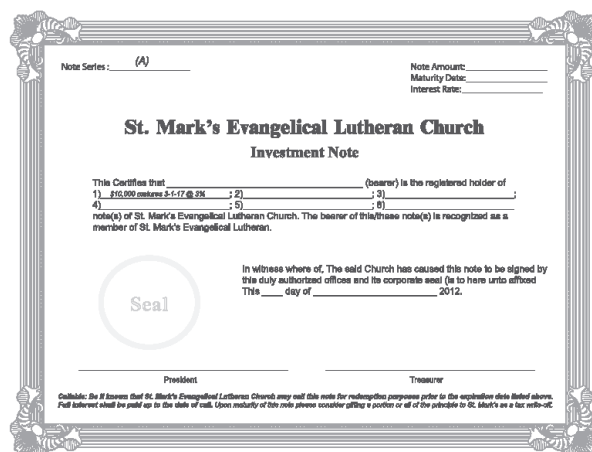 (A)
Note Series :
Note Amount:
Maturity Date:
Interest Rate:
St. Mark's Evangelical Lutheran Church
Investment Note
This Certifies that (bearer) is the registered holder of
1) $10,000 matures 3-1-17 @ 3% ; 2) ; 3) ;
4) ; 5) ; 6)
note(s) of St. Mark's Evangelical Lutheran Church. The bearer of this/these note(s) is recognized as a
member of St. Mark's Evangelical Lutheran.
In witness where of, The said Church has caused this note to be signed by
this duly authorized offices and its corporate seal (is to here unto affixed
This day of 2012.
Seal
President
Treasurer
Callable: Be it known that St. Mark's Evangelical Lutheran Church may call this note for redemption purposes prior to the expiration date listed above.
Full interest shall be paid up to the date of call. Upon maturity of this note please consider gifting a portion or all of the principle to St. Mark's as a tax write-off.